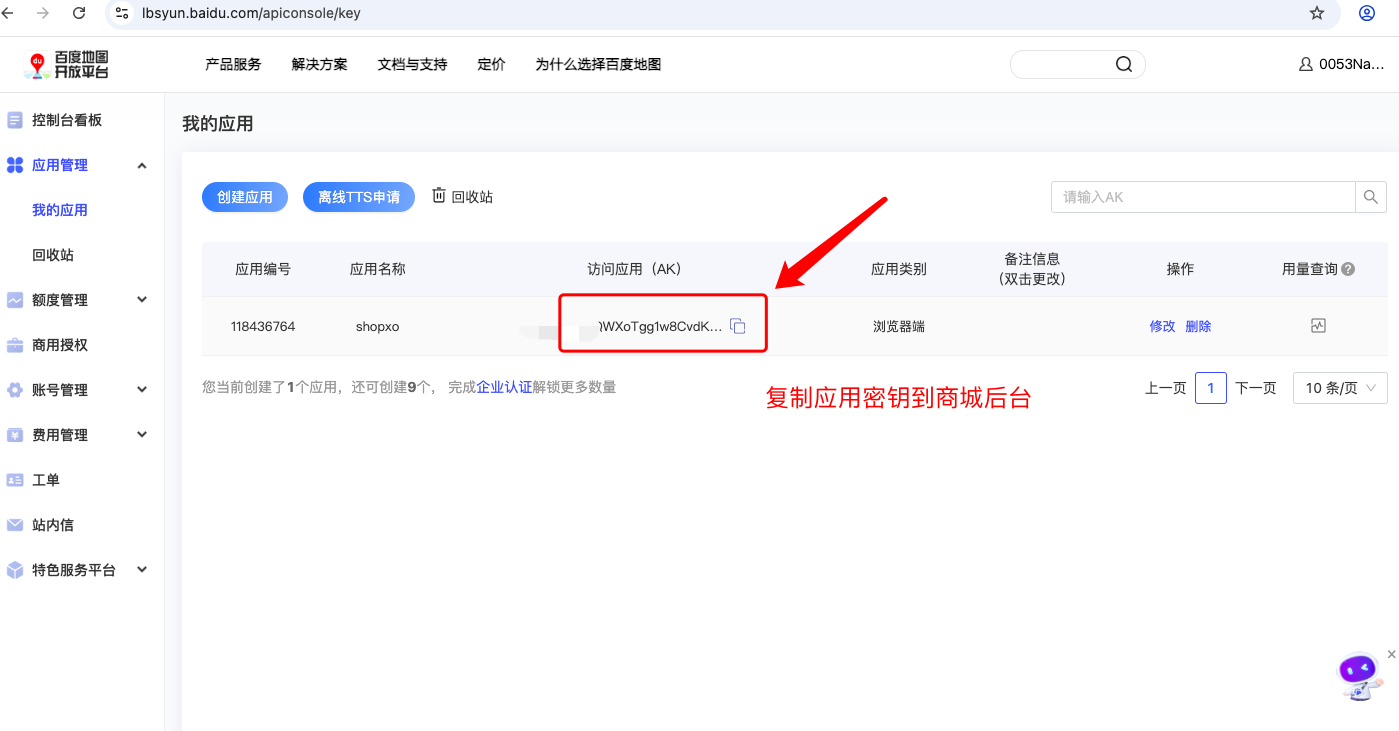 lbsyun.baidu.com/apiconsole/key
百度地图
开放平台
产品服务 解决方案 文档与支持 定价 为什么选择百度地图
0053Na...
控制台看板
应用管理
我的应用
回收站
额度管理
商用授权
账号管理
费用管理
工单
站内信
特色服务平台
我的应用
创建应用 离线TTS申请 回收站 请输入AK
应用编号 应用名称 访问应用（AK） 应用类别 备注信息 操作 用量查询
(双击更改)
118436764 shopxo WXoTgg1w8CvdK... 浏览器端 修改 删除
您当前创建了1个应用，还可创建9个， 完成企业认证解锁更多数量
上一页 1 下一页 10 条/页
复制应用密钥到商城后台